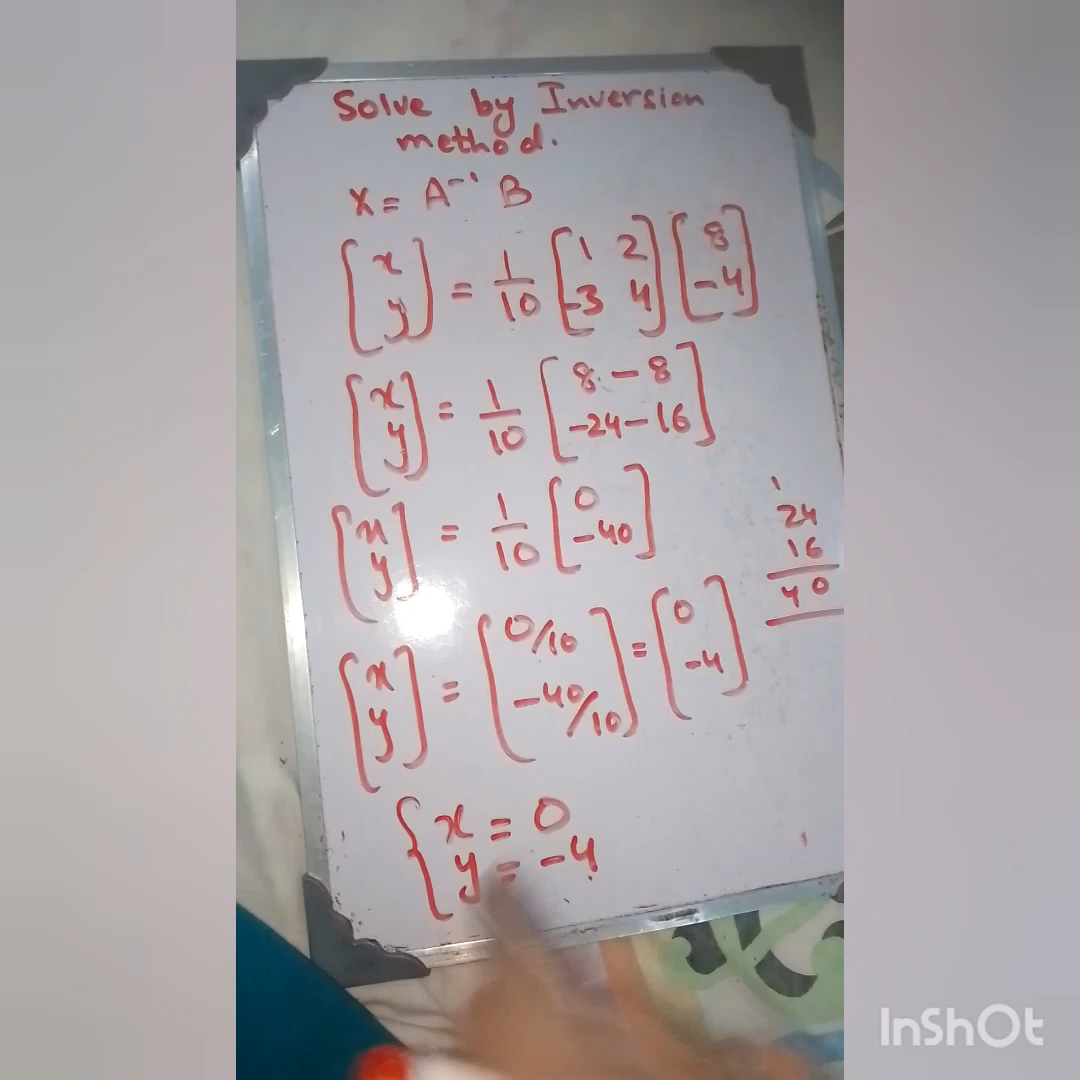 Solve by Inversion
method.
X = A⁻¹ B
[x y] = 1/10 [1 2 -3 4] [8 -4]
[x y] = 1/10 [8 - 8 -24 - 16]
[x y] = 1/10 [0 -40]
1
24
16
40
[x y] = [0/10 -40/10] = [0 -4]
{x = 0
y = -4
InShOt